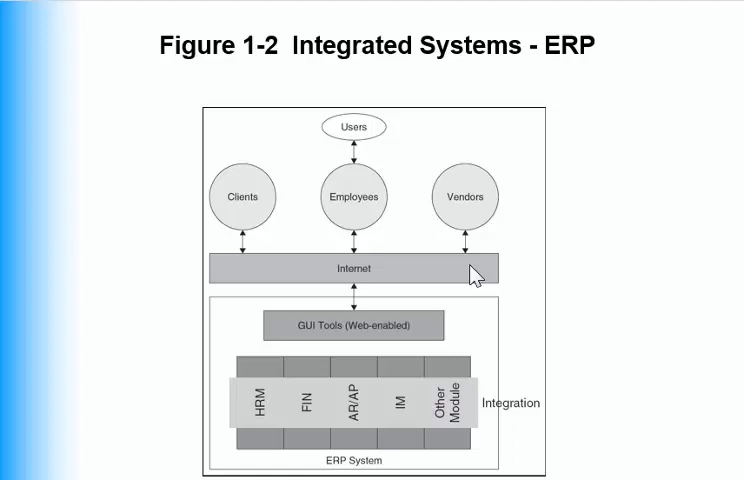 Figure 1-2 Integrated Systems - ERP
Users
Clients
Employees
Vendors
Internet
GUI Tools (Web-enabled)
HRM
FIN
AR/AP
IM
Other
Module
Integration
ERP System